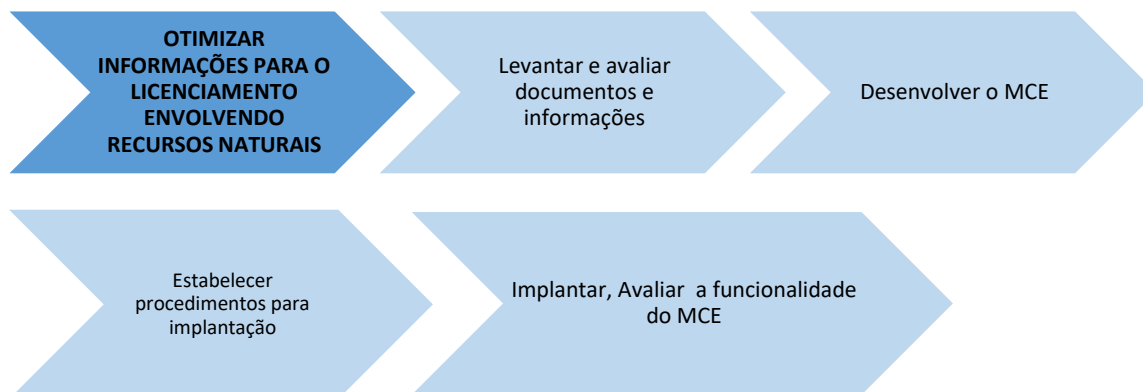 OTIMIZAR
INFORMAÇÕES PARA O
LICENCIAMENTO
ENVOLVENDO
RECURSOS NATURAIS
Levantar e avaliar
documentos e
informações
Desenvolver o MCE
Estabelecer
procedimentos para
implantação
Implantar, Avaliar a funcionalidade
do MCE